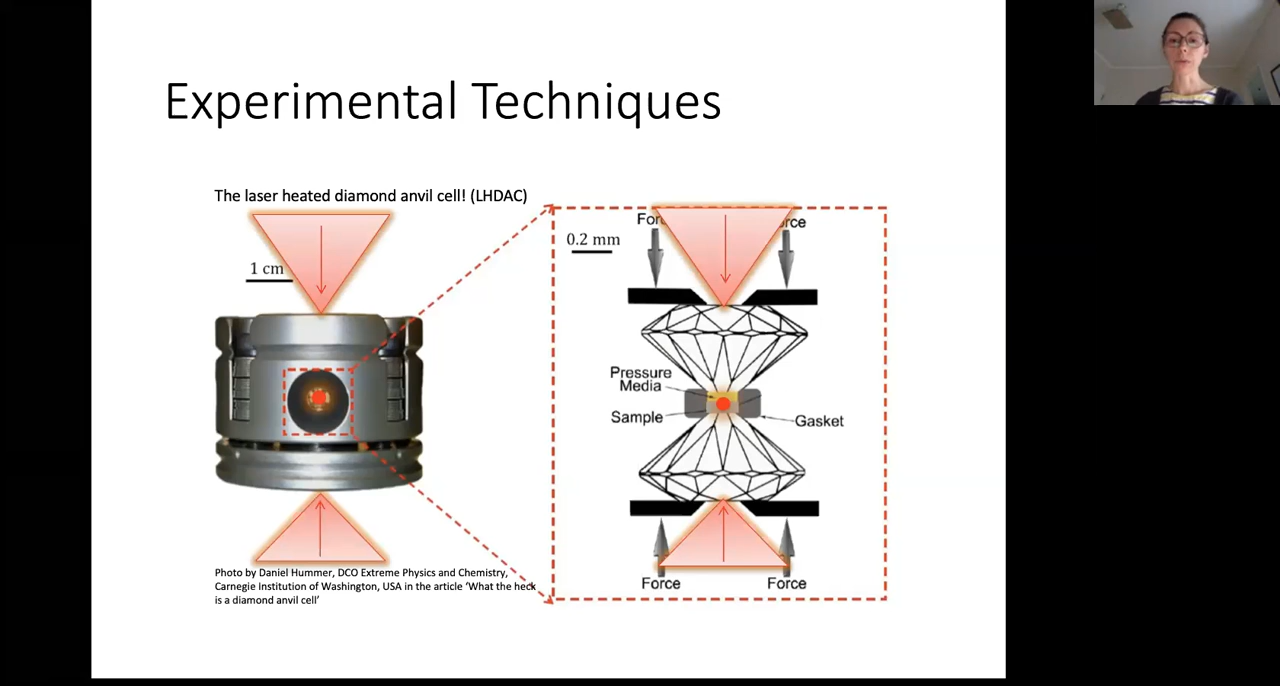 Experimental Techniques
The laser heated diamond anvil cell! (LHDAC)
1 cm
0.2 mm
Force
Pressure
Media
Sample
Gasket
Force
Force
Photo by Daniel Hummer, DCO Extreme Physics and Chemistry,
Carnegie Institution of Washington, USA in the article ‘What the heck
is a diamond anvil cell’